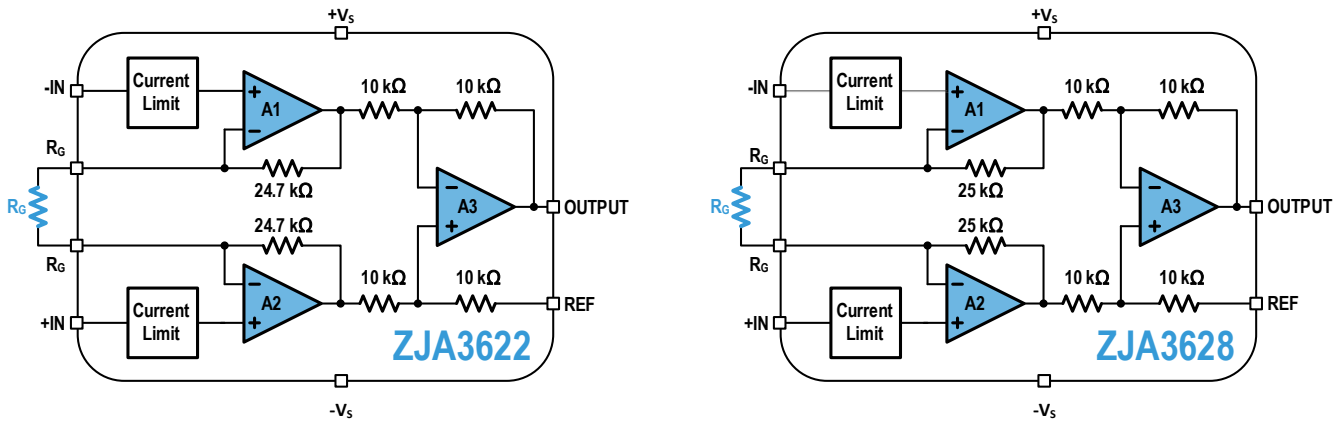 +VS
-IN
Current
Limit
A1
10 kΩ
10 kΩ
RG
24.7 kΩ
RG
A3
OUTPUT
24.7 kΩ
RG
A2
10 kΩ
10 kΩ
REF
+IN
Current
Limit
ZJA3622
-VS
+VS
-IN
Current
Limit
A1
10 kΩ
10 kΩ
RG
25 kΩ
RG
A3
OUTPUT
25 kΩ
RG
A2
10 kΩ
10 kΩ
REF
+IN
Current
Limit
ZJA3628
-VS